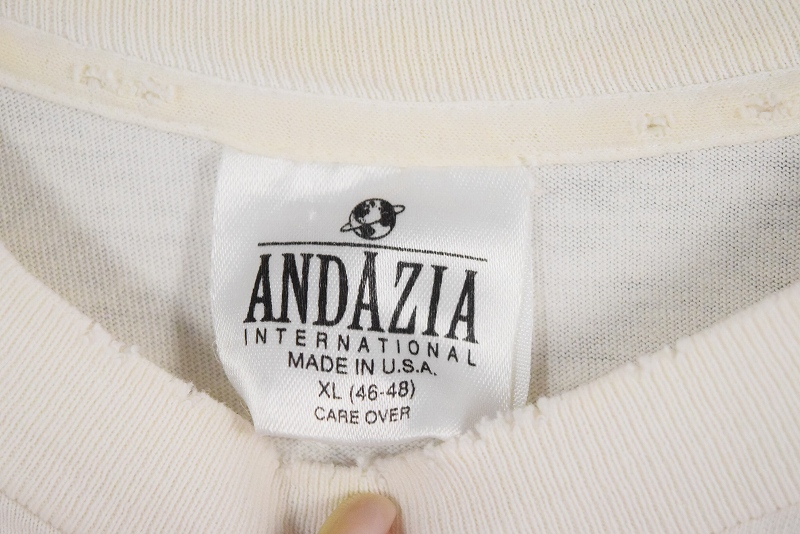 ANDAZIA
INTERNATIONAL
MADE IN U.S.A.
XL (46-48)
CARE OVER